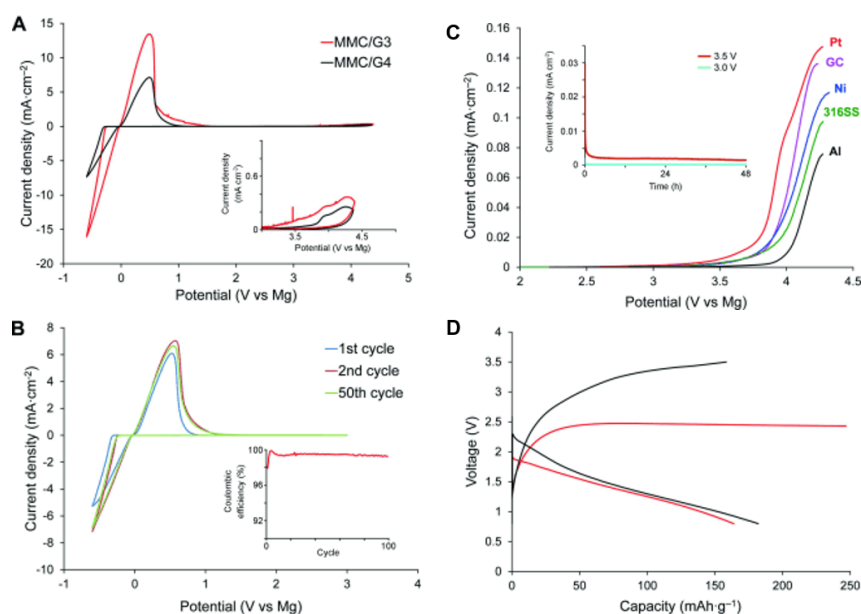 A
Current density (mA·cm⁻²)
15
10
5
0
-5
-10
-15
-20
-1
0
1
2
3
4
5
Potential (V vs Mg)
MMC/G3
MMC/G4
Current density
(mA cm⁻²)
0.6
0
3.5
4.5
Potential (V vs Mg)
C
Current density (mA·cm⁻²)
0.16
0.14
0.12
0.1
0.08
0.06
0.04
0.02
0
2
2.5
3
3.5
4
4.5
Potential (V vs Mg)
Pt
GC
Ni
316SS
Al
3.5 V
3.0 V
Current density (mA cm⁻²)
0.03
0.01
0
0
24
48
Time (h)
B
Current density (mA·cm⁻²)
8
6
4
2
0
-2
-4
-6
-8
-10
-1
0
1
2
3
4
Potential (V vs Mg)
1st cycle
2nd cycle
50th cycle
Coulombic
efficiency (%)
100
96
92
0
100
Cycle
D
Voltage (V)
4
3.5
3
2.5
2
1.5
1
0.5
0
0
50
100
150
200
250
Capacity (mAh·g⁻¹)